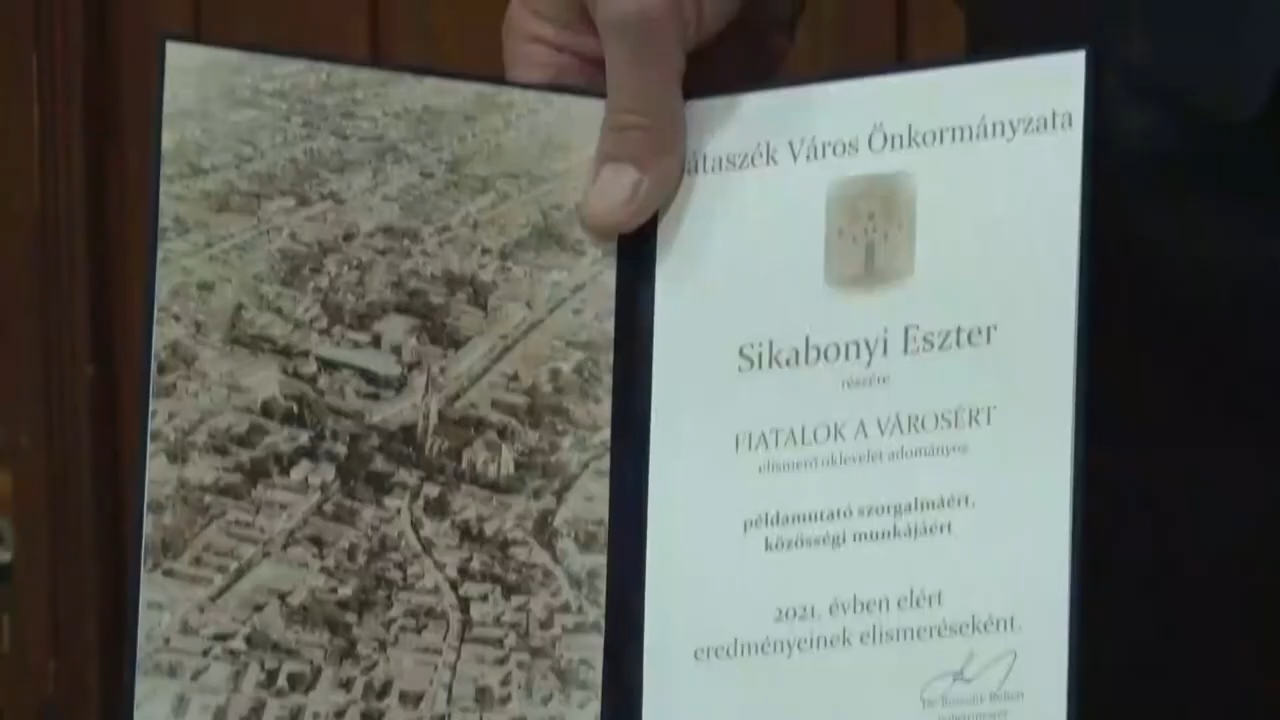 átaszék Város Önkormányzata
Sikabonyi Eszter
részére
FIATALOK A VÁROSÉRT
elismerő oklevelet adományoz
példamutató szorgalmáért,
közösségi munkájáért
2021. évben elért
eredményeinek elismeréseként.
Dr.